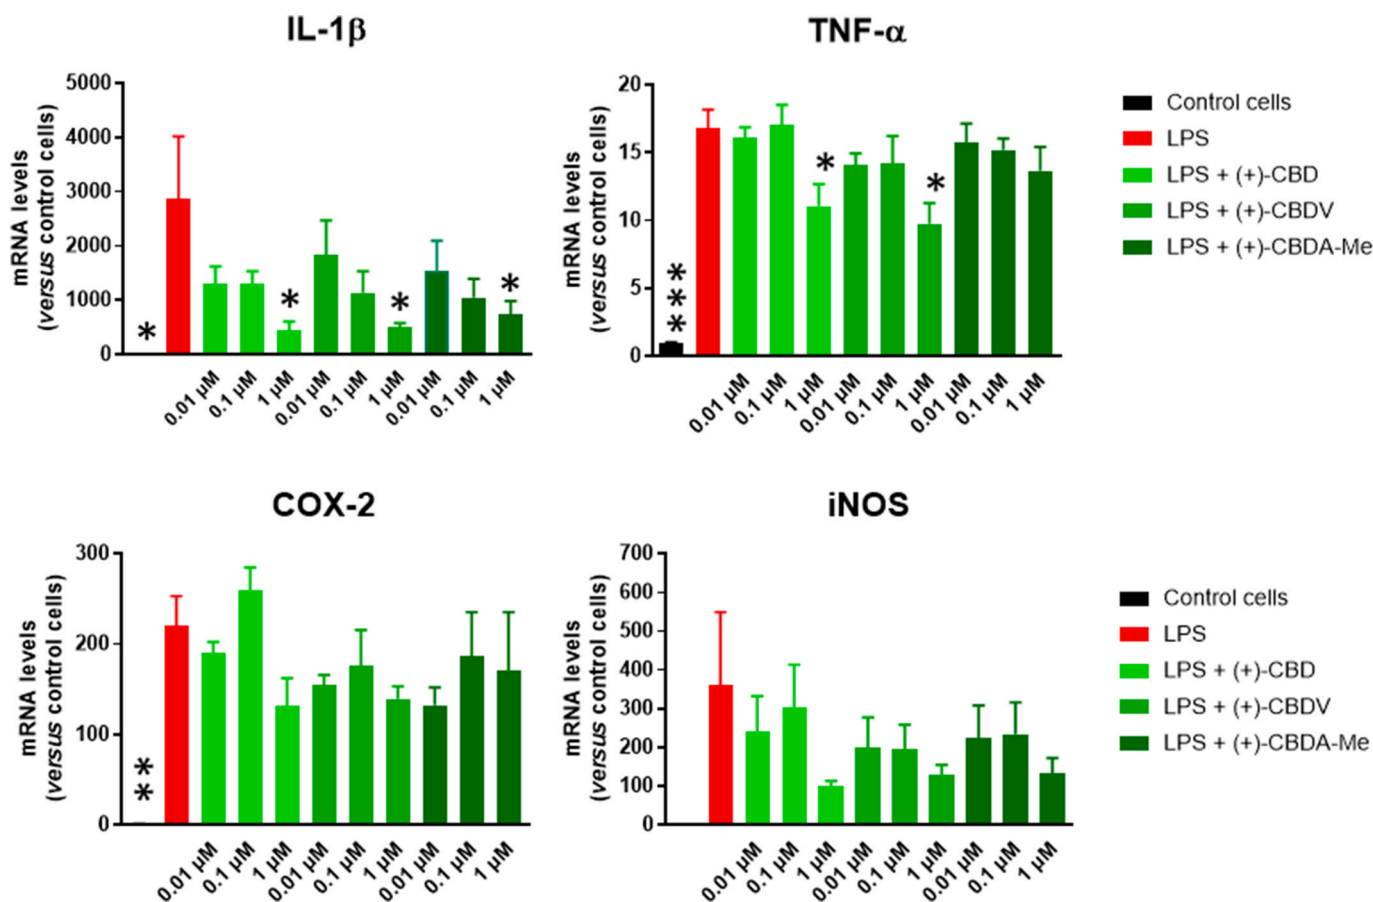 IL-1β
mRNA levels
(versus control cells)
5000
4000
3000
2000
1000
0
*
*
*
*
0.01 µM
0.1 µM
1 µM
0.01 µM
0.1 µM
1 µM
0.01 µM
0.1 µM
1 µM
TNF-α
mRNA levels
(versus control cells)
20
15
10
5
0
***
*
*
0.01 µM
0.1 µM
1 µM
0.01 µM
0.1 µM
1 µM
0.01 µM
0.1 µM
1 µM
Control cells
LPS
LPS + (+)-CBD
LPS + (+)-CBDV
LPS + (+)-CBDA-Me
COX-2
mRNA levels
(versus control cells)
300
200
100
0
**
0.01 µM
0.1 µM
1 µM
0.01 µM
0.1 µM
1 µM
0.01 µM
0.1 µM
1 µM
iNOS
mRNA levels
(versus control cells)
700
600
500
400
300
200
100
0
0.01 µM
0.1 µM
1 µM
0.01 µM
0.1 µM
1 µM
0.01 µM
0.1 µM
1 µM
Control cells
LPS
LPS + (+)-CBD
LPS + (+)-CBDV
LPS + (+)-CBDA-Me